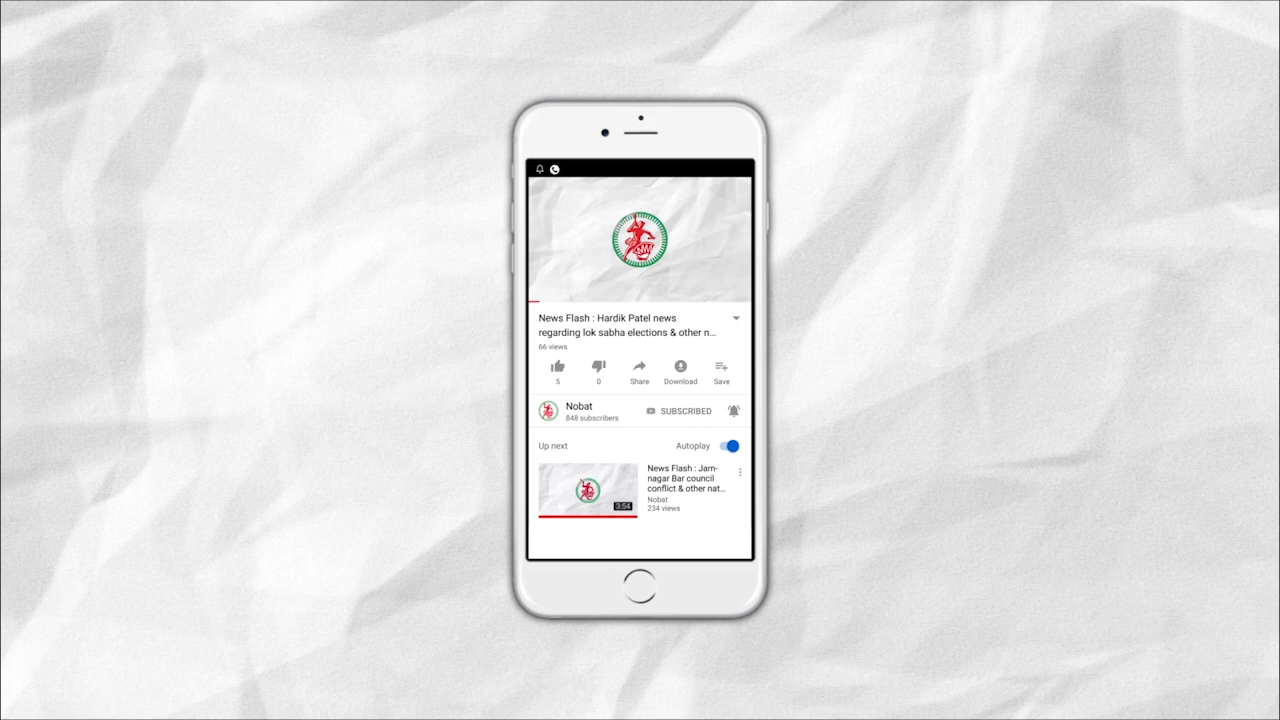 News Flash : Hardik Patel news
regarding lok sabha elections & other n...
66 views
5
0
Share
Download
Save
Nobat
848 subscribers
SUBSCRIBED
Up next
Autoplay
News Flash : Jam-
nagar Bar council
conflict & other nat...
Nobat
234 views
3:54